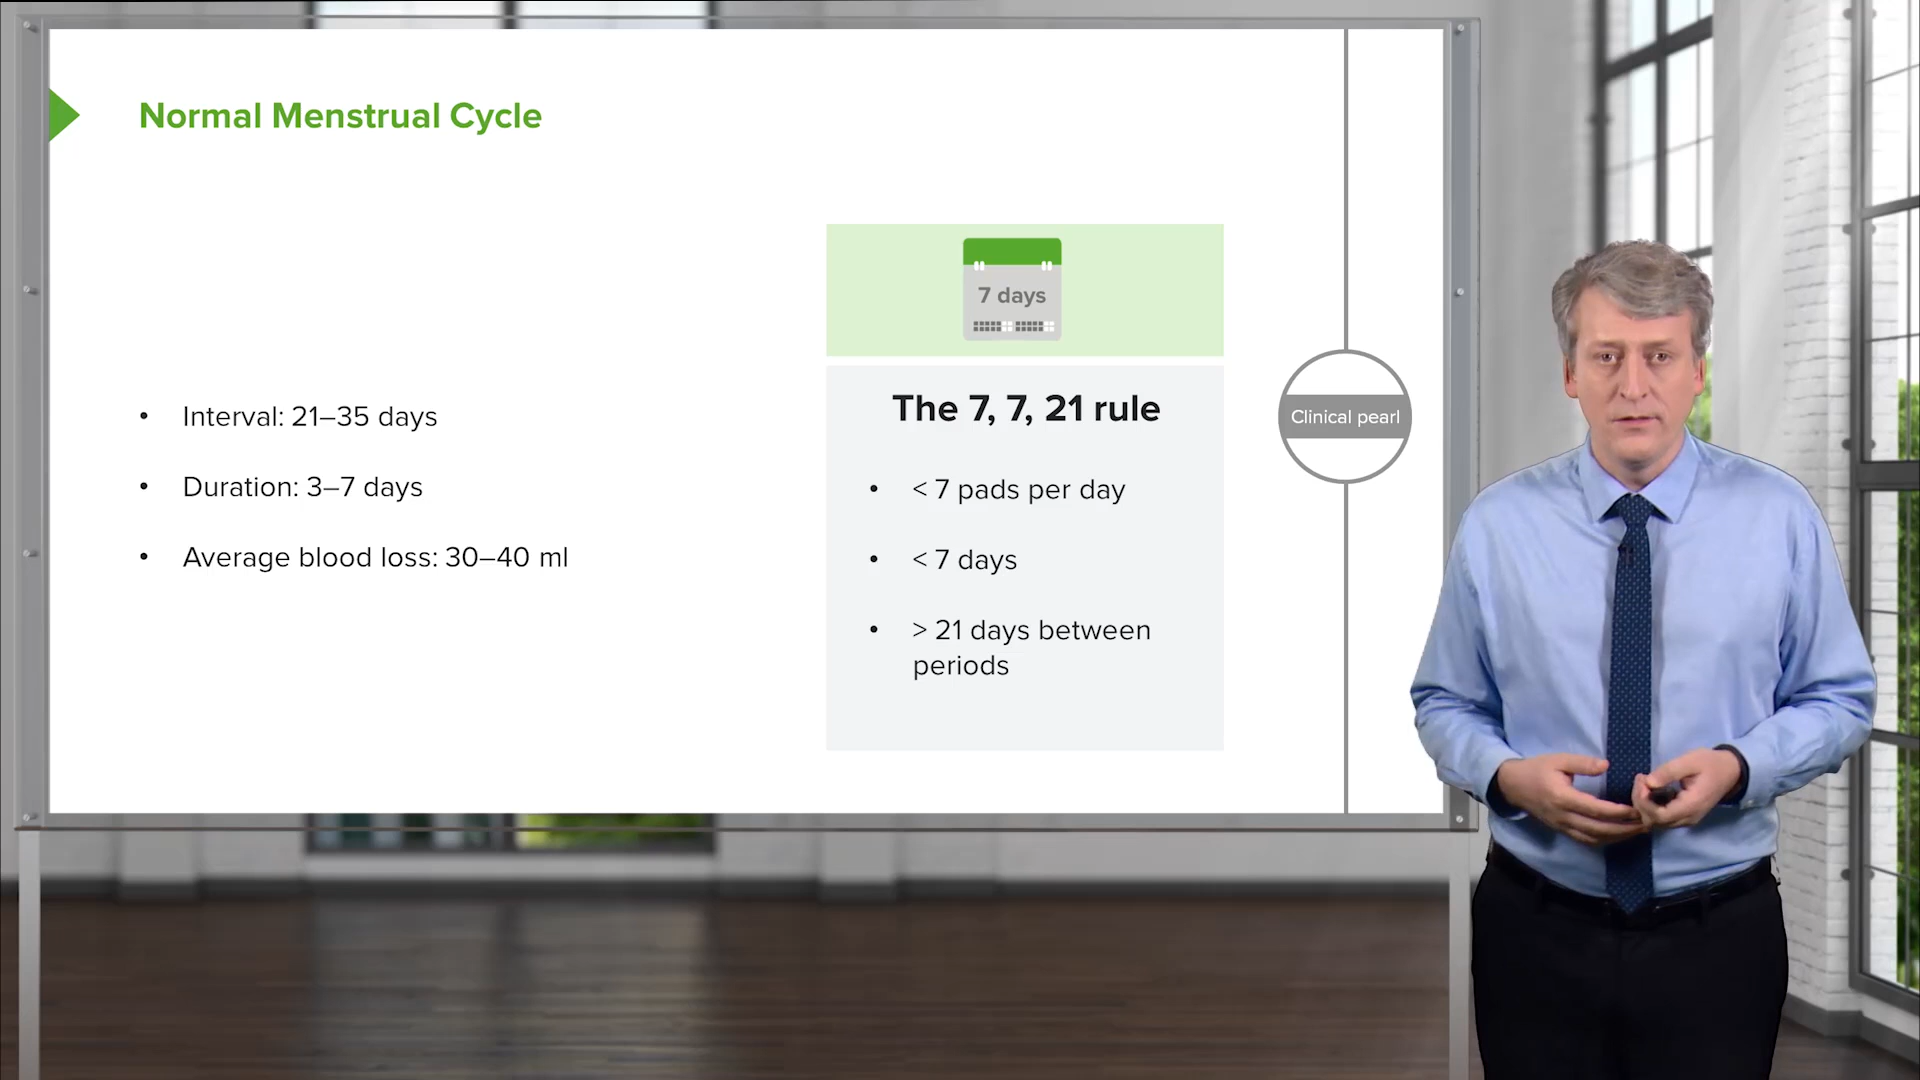 Normal Menstrual Cycle
• Interval: 21–35 days
• Duration: 3–7 days
• Average blood loss: 30–40 ml
7 days
The 7, 7, 21 rule
• < 7 pads per day
• < 7 days
• > 21 days between
periods
Clinical pearl